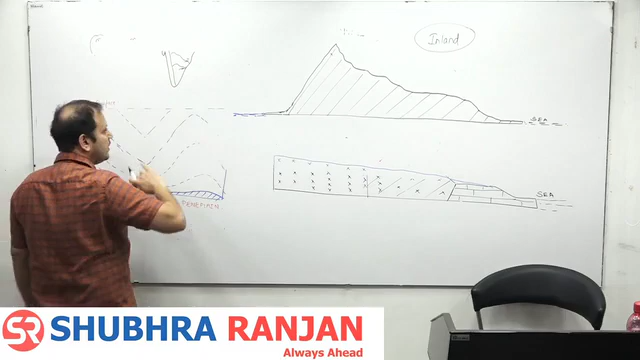 Inland
SEA
SEA
PENEPLAIN
SR SHUBHRA RANJAN
Always Ahead